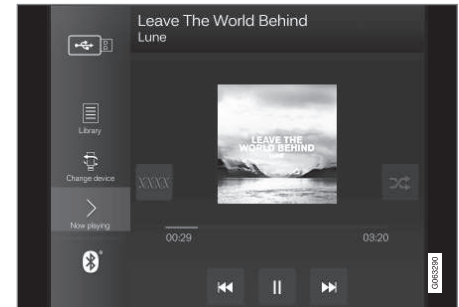 Leave The World Behind
Lune
Library
Change device
Now playing
LEAVE THE
WORLD BEHIND
LUNE
XXXX
00:29
03:20
G063290